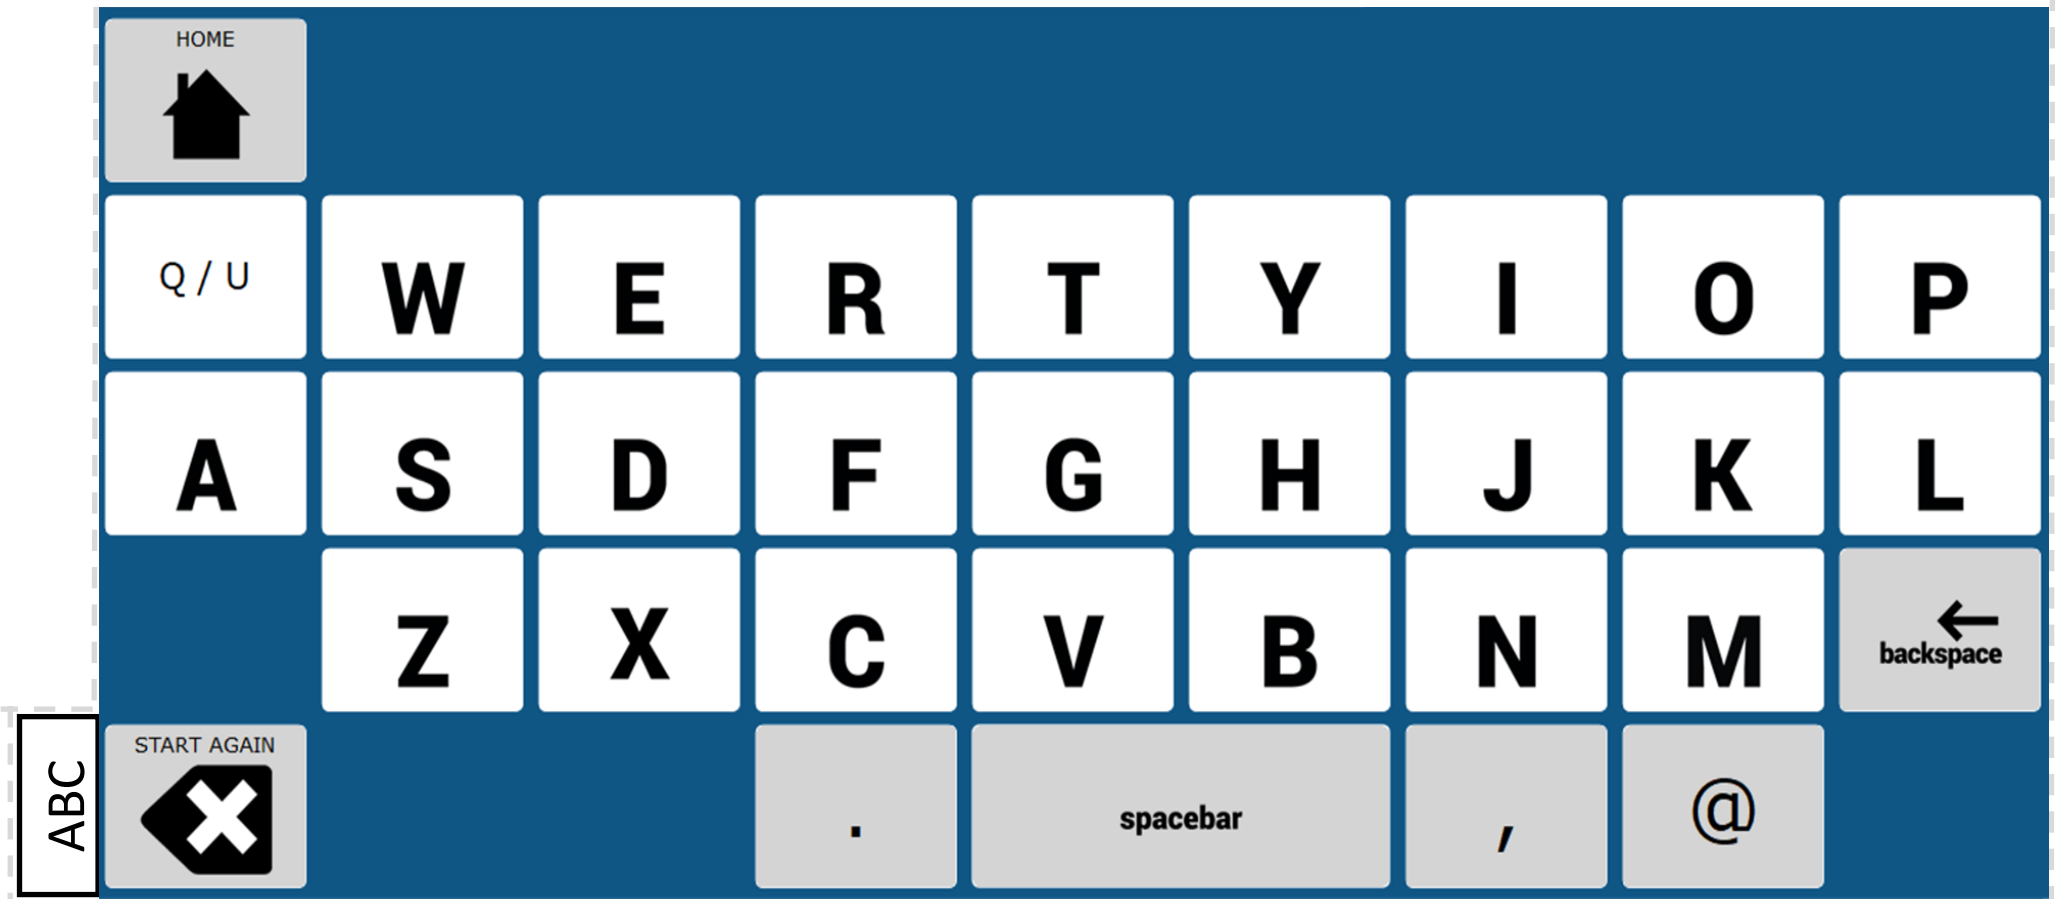 HOME
Q / U W E R T Y I O P
A S D F G H J K L
Z X C V B N M backspace
ABC
START AGAIN
. spacebar , @